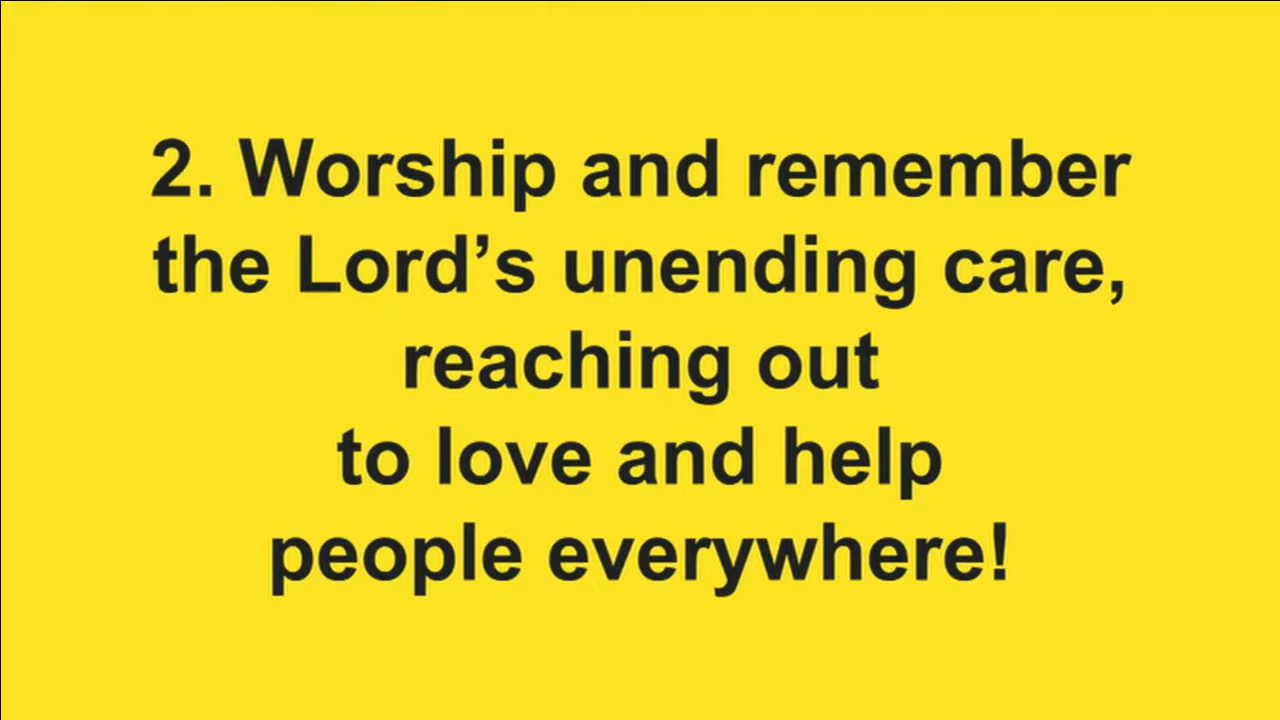 2. Worship and remember
the Lord’s unending care,
reaching out
to love and help
people everywhere!